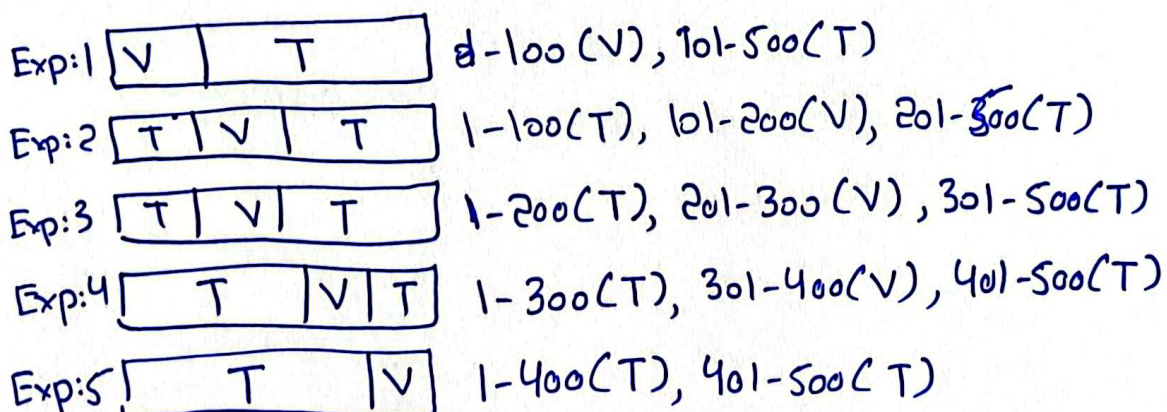 Exp:1 V T 1-100 (V), 101-500(T)
Exp:2 T V T 1-100(T), 101-200(V), 201-500(T)
Exp:3 T V T 1-200(T), 201-300 (V), 301-500(T)
Exp:4 T V T 1-300(T), 301-400(V), 401-500(T)
Exp:5 T V 1-400(T), 401-500( T)